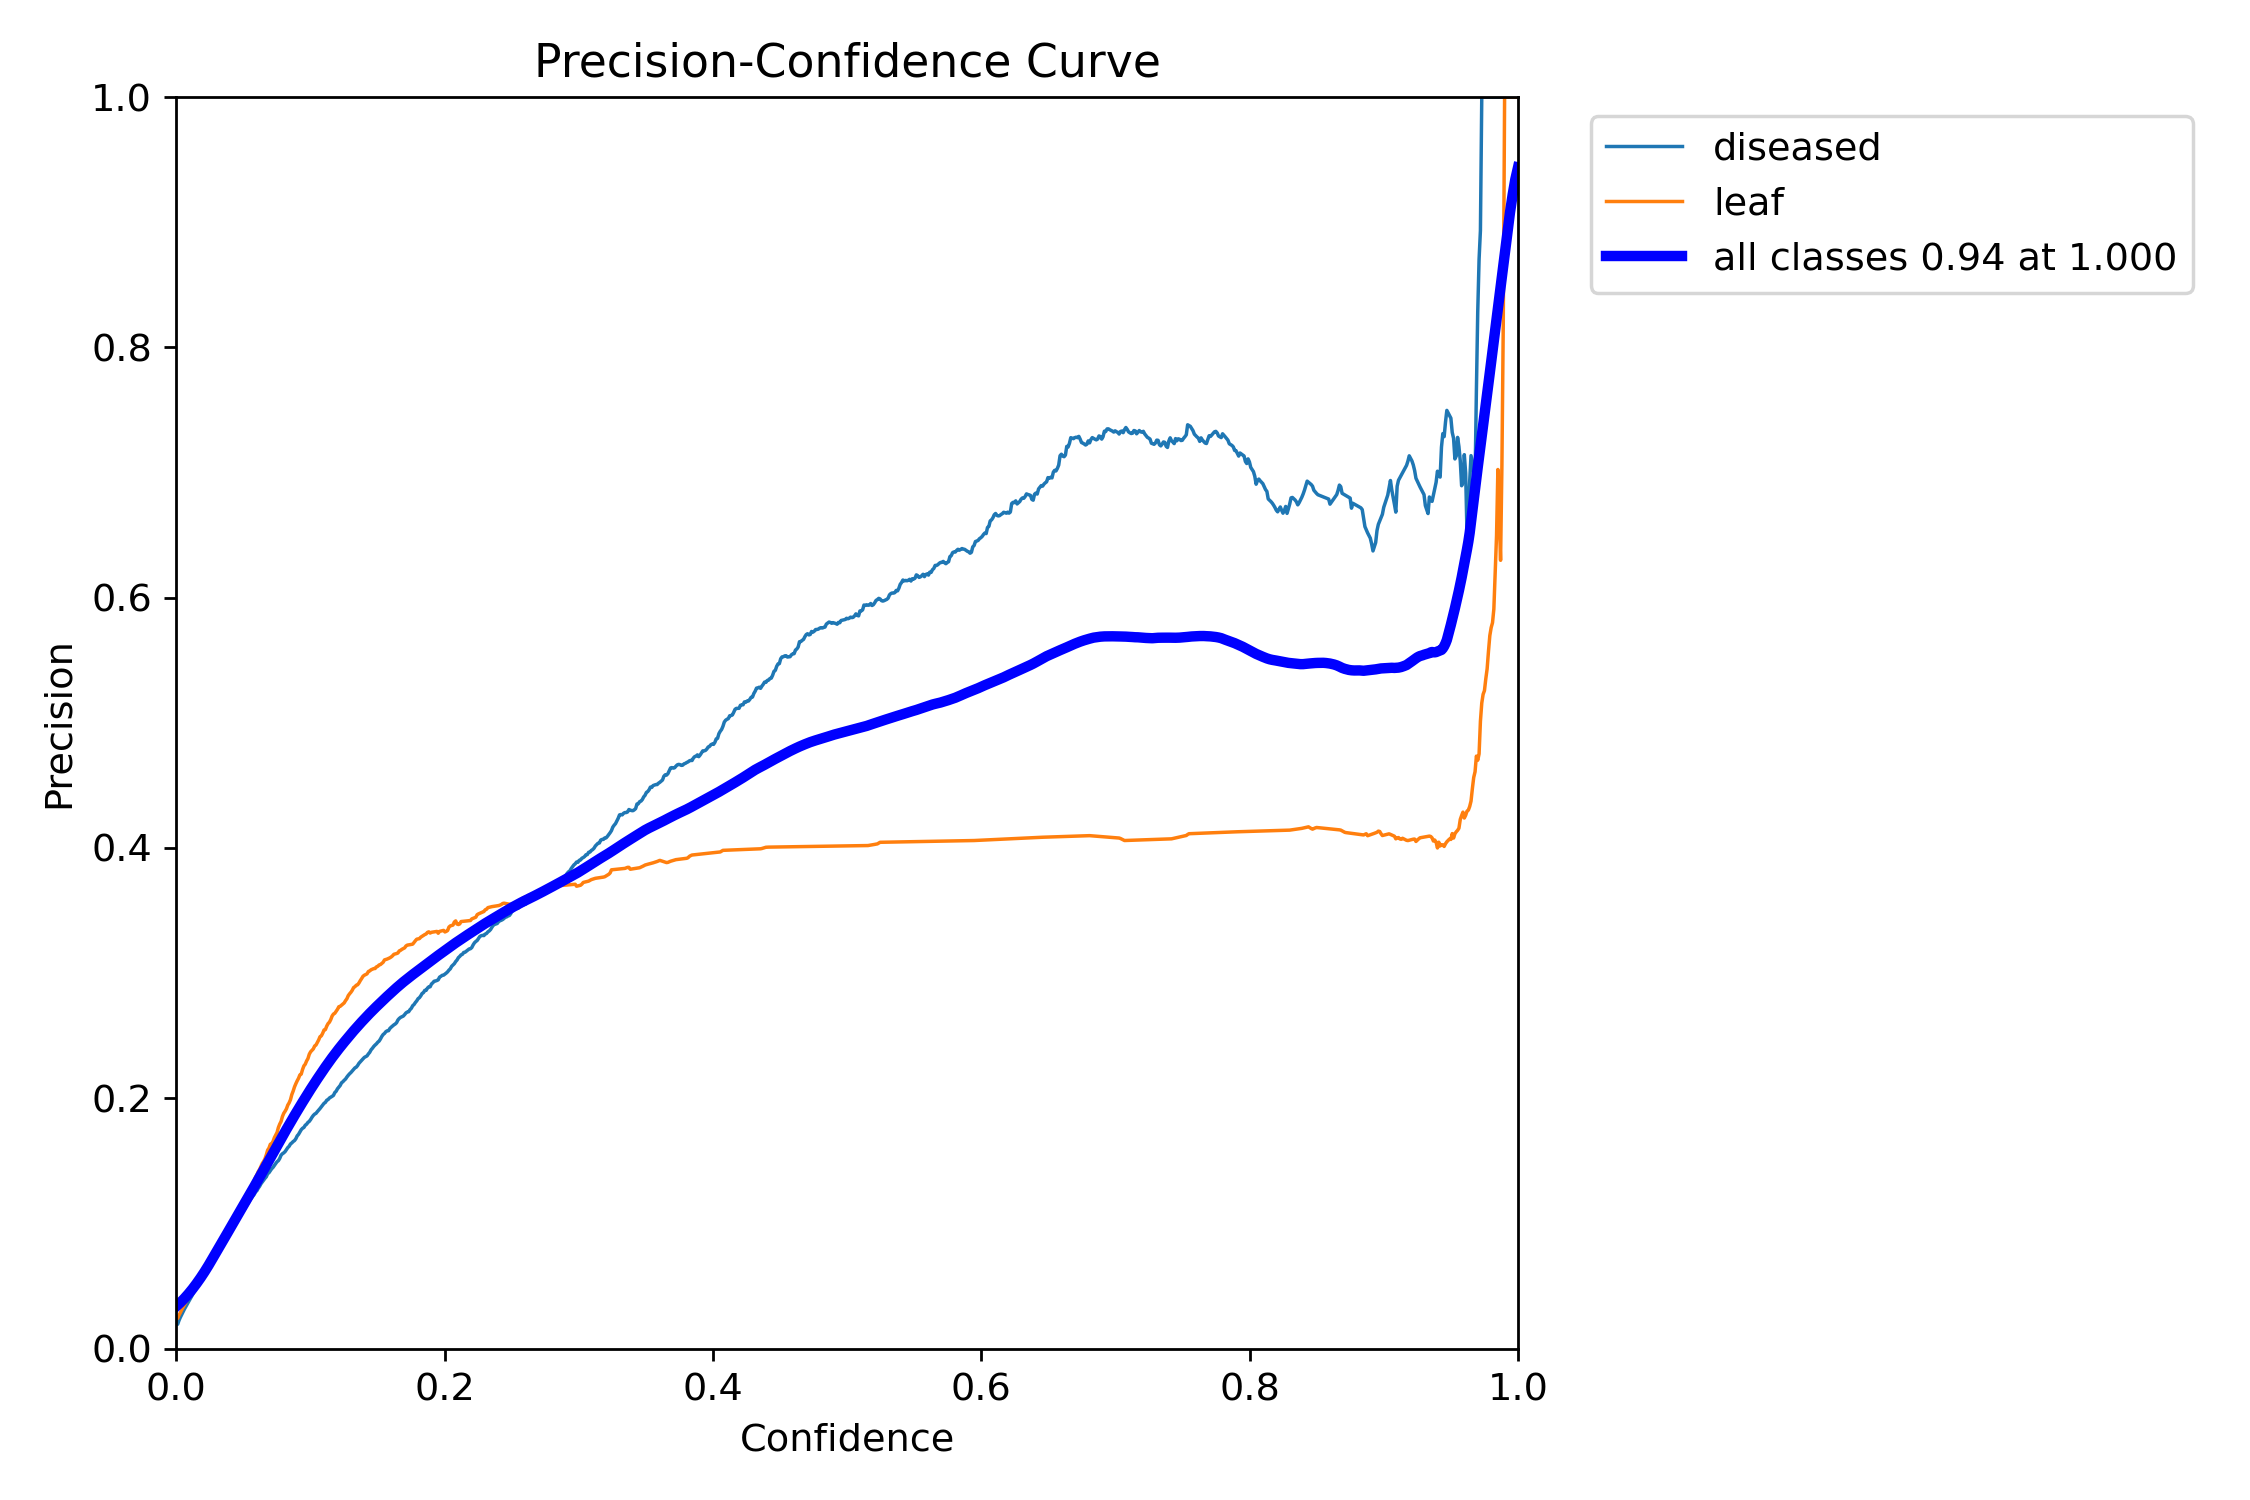 Precision-Confidence Curve
1.0
0.8
0.6
0.4
0.2
0.0
Precision
0.0 0.2 0.4 0.6 0.8 1.0
Confidence
diseased
leaf
all classes 0.94 at 1.000